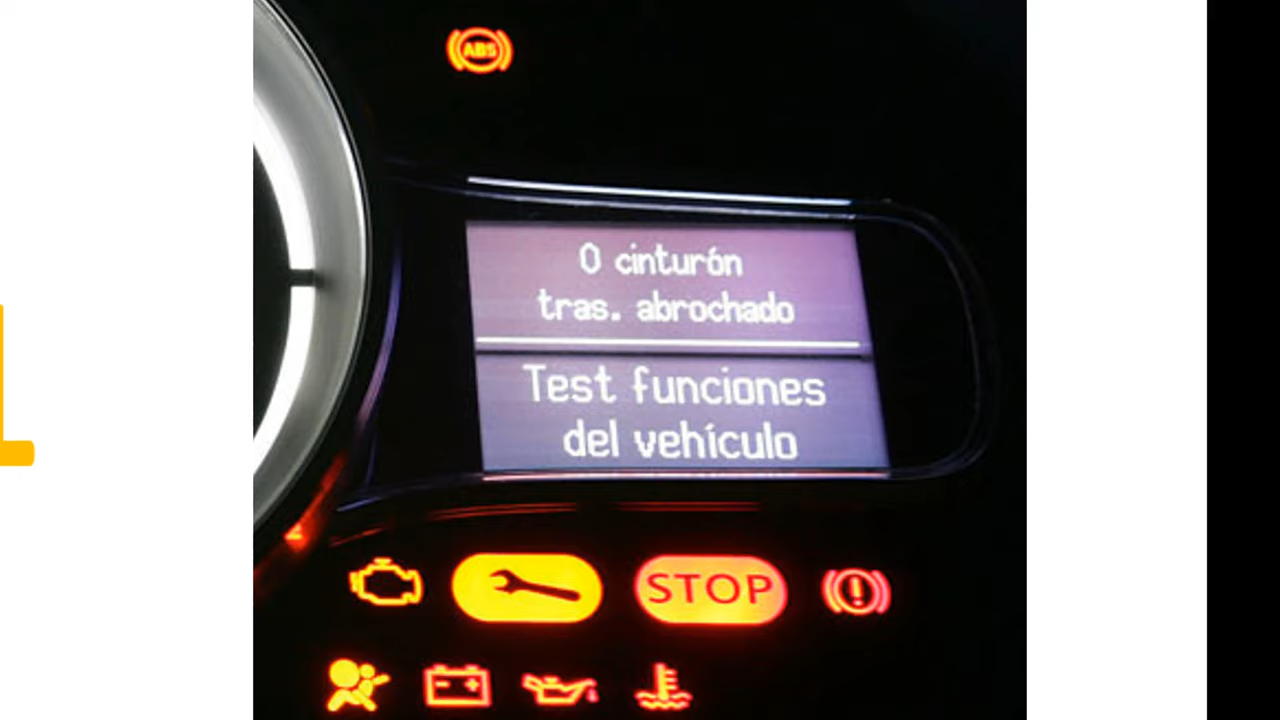 ABS
0 cinturón
tras. abrochado
Test funciones
del vehículo
STOP